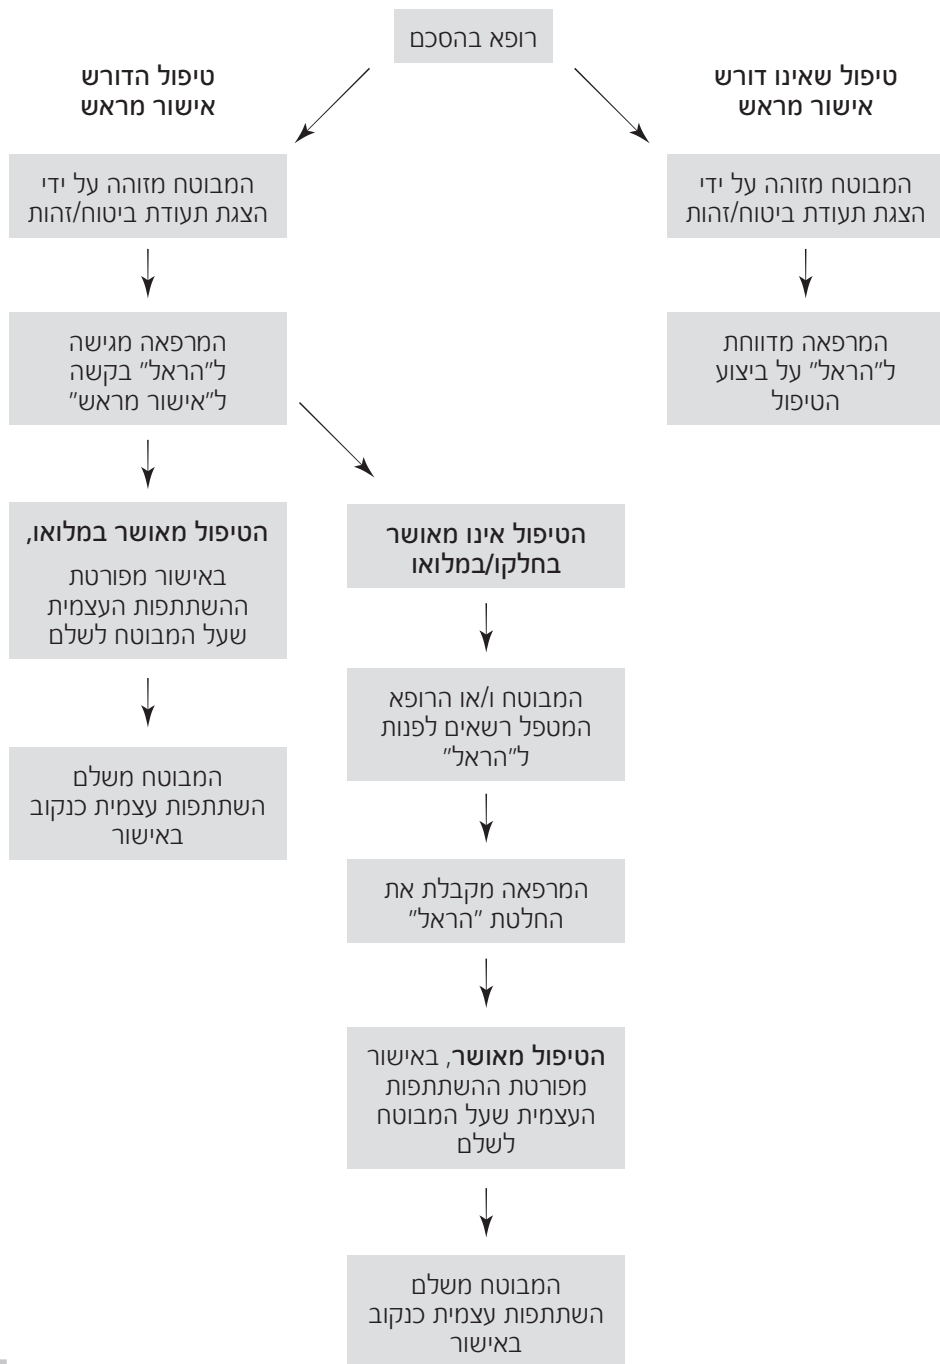 רופא בהסכם
טיפול שאינו דורש
אישור מראש
המבוטח מזוהה על ידי
הצגת תעודת ביטוח/זהות
המרפאה מדווחת
ל"הראל" על ביצוע
הטיפול
טיפול הדורש
אישור מראש
המבוטח מזוהה על ידי
הצגת תעודת ביטוח/זהות
המרפאה מגישה
ל"הראל" בקשה
ל"אישור מראש"
הטיפול אינו מאושר
בחלקו/במלואו
המבוטח ו/או הרופא
המטפל רשאים לפנות
ל"הראל"
המרפאה מקבלת את
החלטת "הראל"
הטיפול מאושר, באישור
מפורטת ההשתתפות
העצמית שעל המבוטח
לשלם
המבוטח משלם
השתתפות עצמית כנקוב
באישור
הטיפול מאושר במלואו,
באישור מפורטת
ההשתתפות העצמית
שעל המבוטח לשלם
המבוטח משלם
השתתפות עצמית כנקוב
באישור